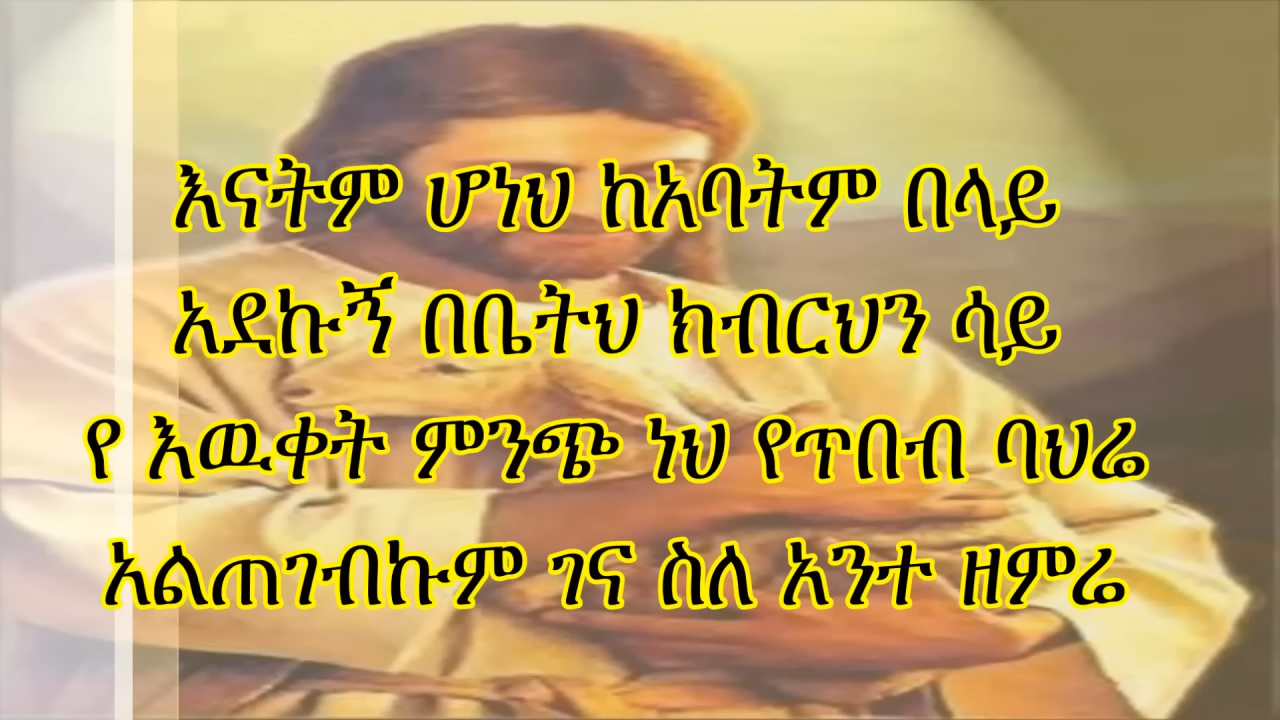 እናትም ሆነህ ከአባትም በላይ
አደኩኝ በቤትህ ክብርህን ሳይ
የ እዉቀት ምንጭ ነህ የጥበብ ባህሬ
አልጠገብኩም ገና ስለ አንተ ዘምሬ